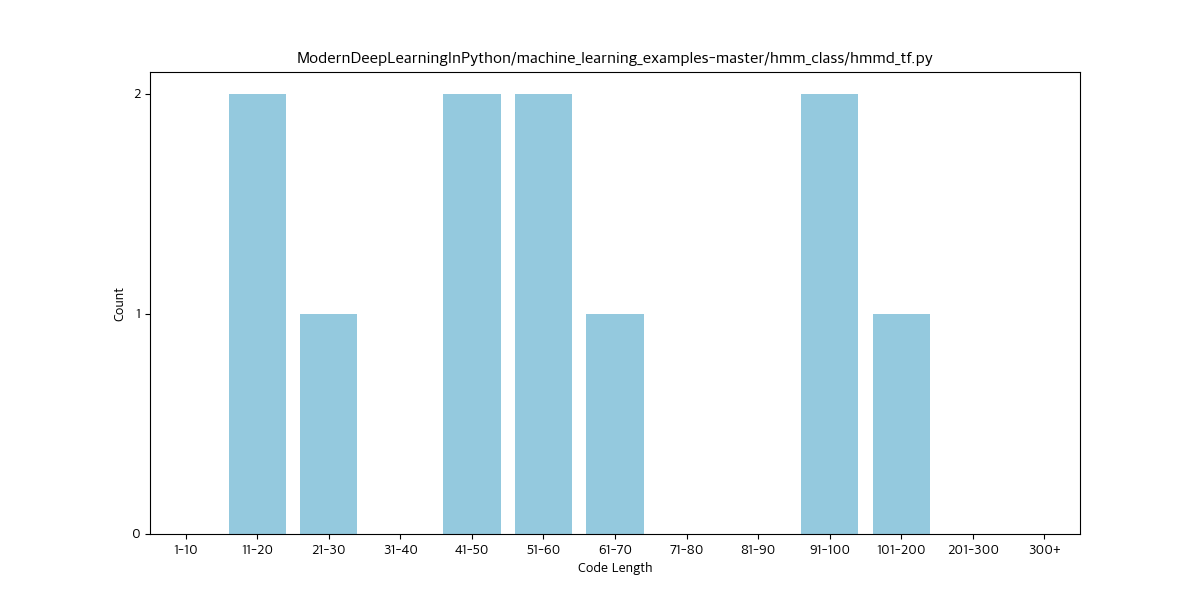 ModernDeepLearningInPython/machine_learning_examples-master/hmm_class/hmmd_tf.py
2
1
0
Count
1-10 11-20 21-30 31-40 41-50 51-60 61-70 71-80 81-90 91-100 101-200 201-300 300+
Code Length